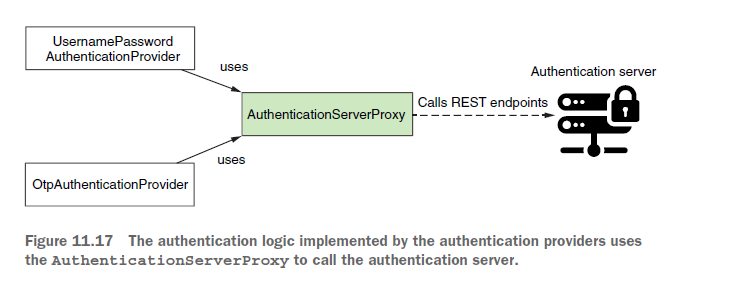 UsernamePassword
AuthenticationProvider
uses
Authentication server
AuthenticationServerProxy
Calls REST endpoints
uses
OtpAuthenticationProvider
Figure 11.17 The authentication logic implemented by the authentication providers uses
the AuthenticationServerProxy to call the authentication server.